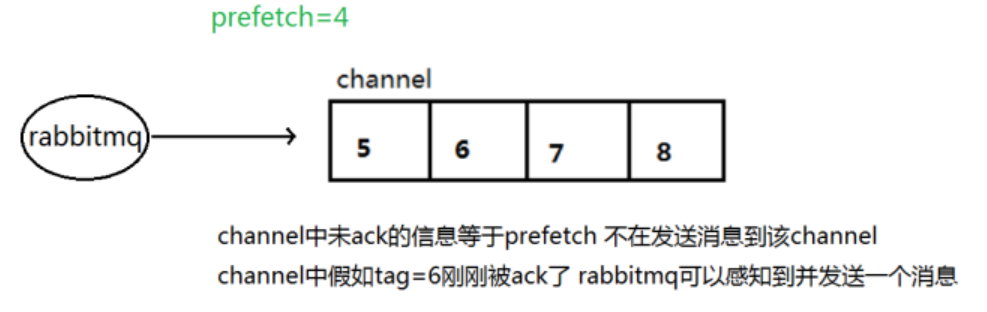 prefetch=4
channel
rabbitmq
5 6 7 8
channel中未ack的信息等于prefetch 不在发送消息到该channel
channel中假如tag=6刚刚被ack了 rabbitmq可以感知到并发送一个消息